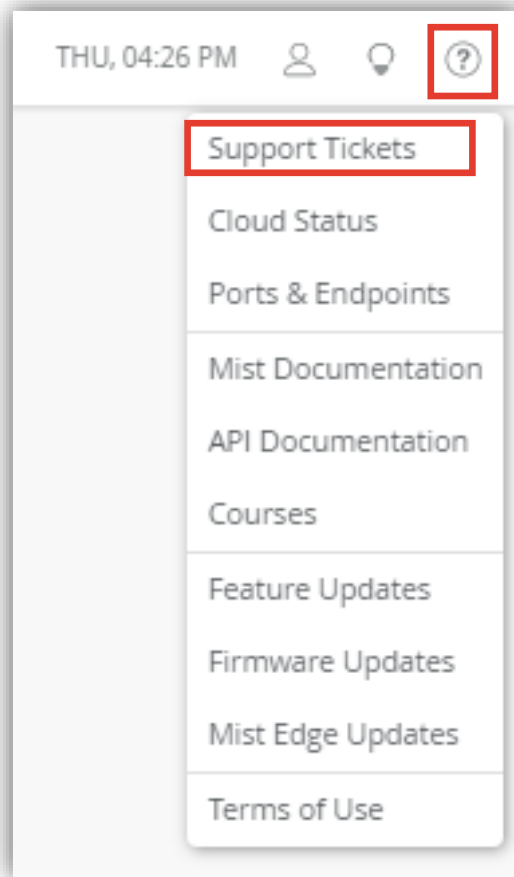 THU, 04:26 PM ?
Support Tickets
Cloud Status
Ports & Endpoints
Mist Documentation
API Documentation
Courses
Feature Updates
Firmware Updates
Mist Edge Updates
Terms of Use